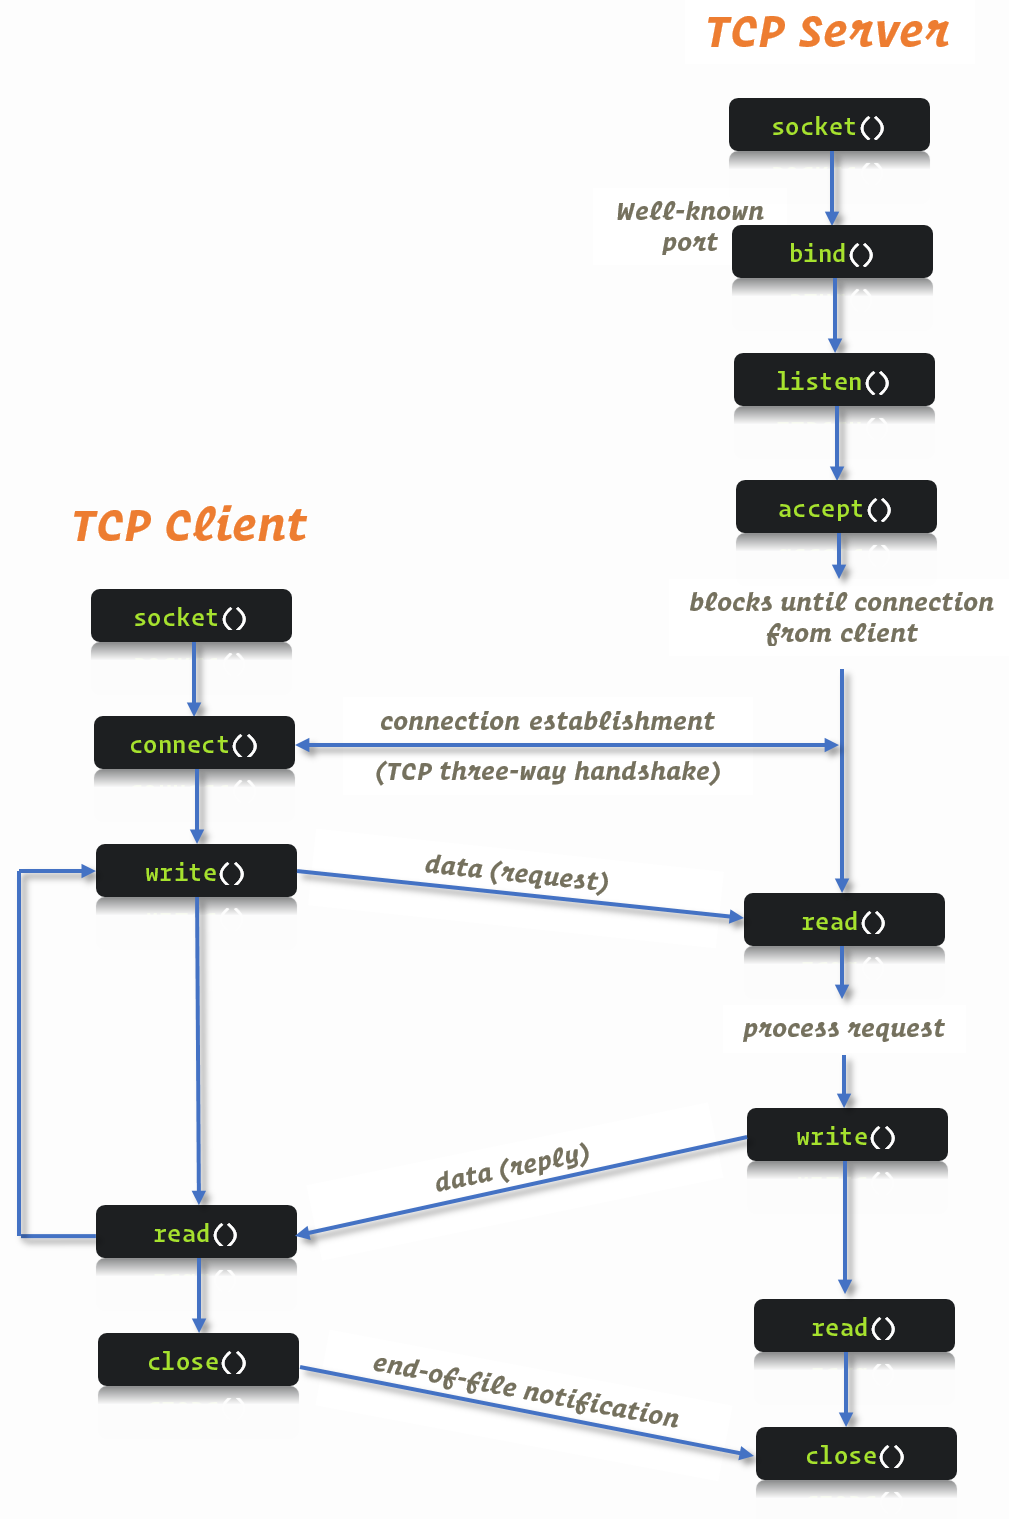 TCP Server
socket()
Well-known
port
bind()
listen()
accept()
blocks until connection
from client
TCP Client
socket()
connect()
connection establishment
(TCP three-way handshake)
write()
data (request)
read()
process request
write()
data (reply)
read()
read()
close()
end-of-file notification
close()